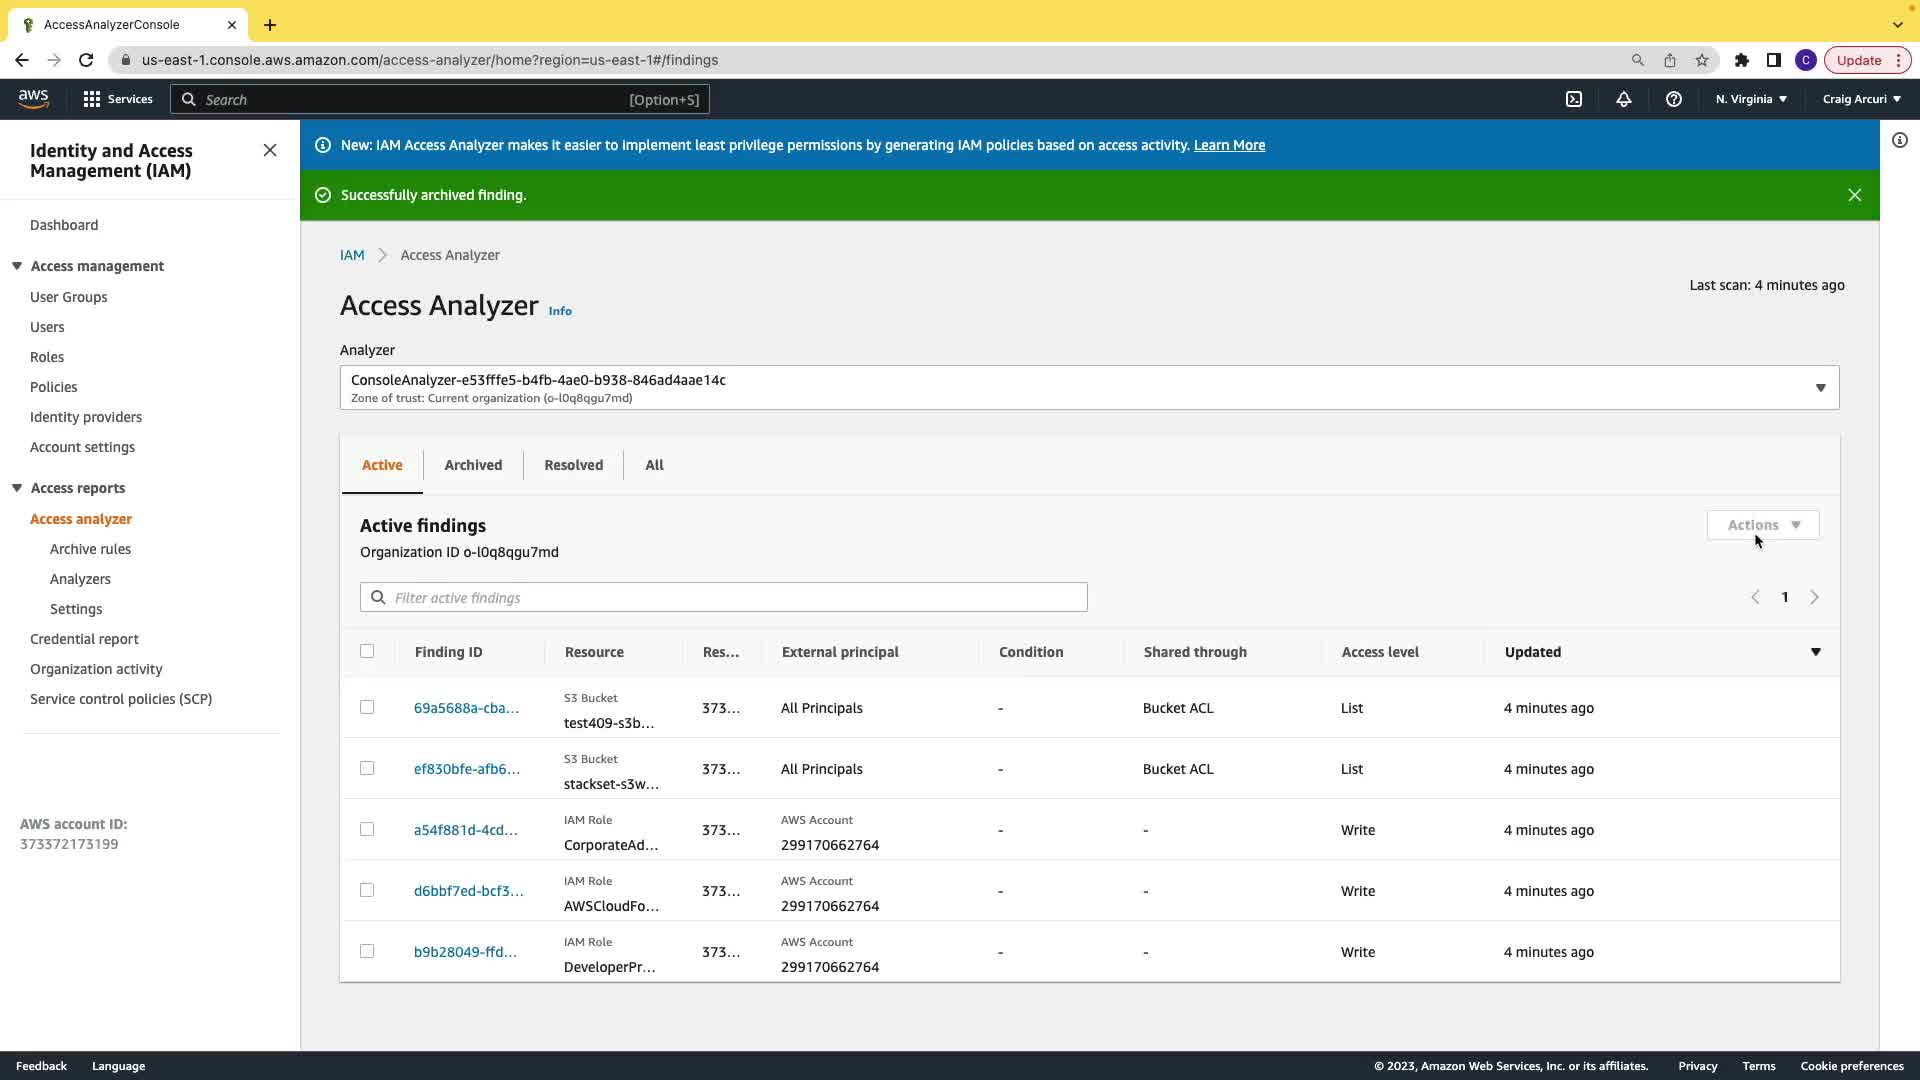 AccessAnalyzerConsole
us-east-1.console.aws.amazon.com/access-analyzer/home?region=us-east-1#/findings
C
Update
aws
Services
Search
[Option+S]
N. Virginia
Craig Arcuri
Identity and Access
Management (IAM)
Dashboard
Access management
User Groups
Users
Roles
Policies
Identity providers
Account settings
Access reports
Access analyzer
Archive rules
Analyzers
Settings
Credential report
Organization activity
Service control policies (SCP)
AWS account ID:
373372173199
New: IAM Access Analyzer makes it easier to implement least privilege permissions by generating IAM policies based on access activity. Learn More
Successfully archived finding.
IAM > Access Analyzer
Last scan: 4 minutes ago
Access Analyzer Info
Analyzer
ConsoleAnalyzer-e53fffe5-b4fb-4ae0-b938-846ad4aae14c
Zone of trust: Current organization (o-l0q8qgu7md)
Active Archived Resolved All
Active findings
Actions
Organization ID o-l0q8qgu7md
Filter active findings
1
Finding ID Resource Res... External principal Condition Shared through Access level Updated
S3 Bucket
69a5688a-cba... 373... All Principals - Bucket ACL List 4 minutes ago
test409-s3b...
S3 Bucket
ef830bfe-afb6... 373... All Principals - Bucket ACL List 4 minutes ago
stackset-s3w...
IAM Role AWS Account
a54f881d-4cd... 373... - - Write 4 minutes ago
CorporateAd... 299170662764
IAM Role AWS Account
d6bbf7ed-bcf3... 373... - - Write 4 minutes ago
AWSCloudFo... 299170662764
IAM Role AWS Account
b9b28049-ffd... 373... - - Write 4 minutes ago
DeveloperPr... 299170662764
Feedback Language © 2023, Amazon Web Services, Inc. or its affiliates. Privacy Terms Cookie preferences